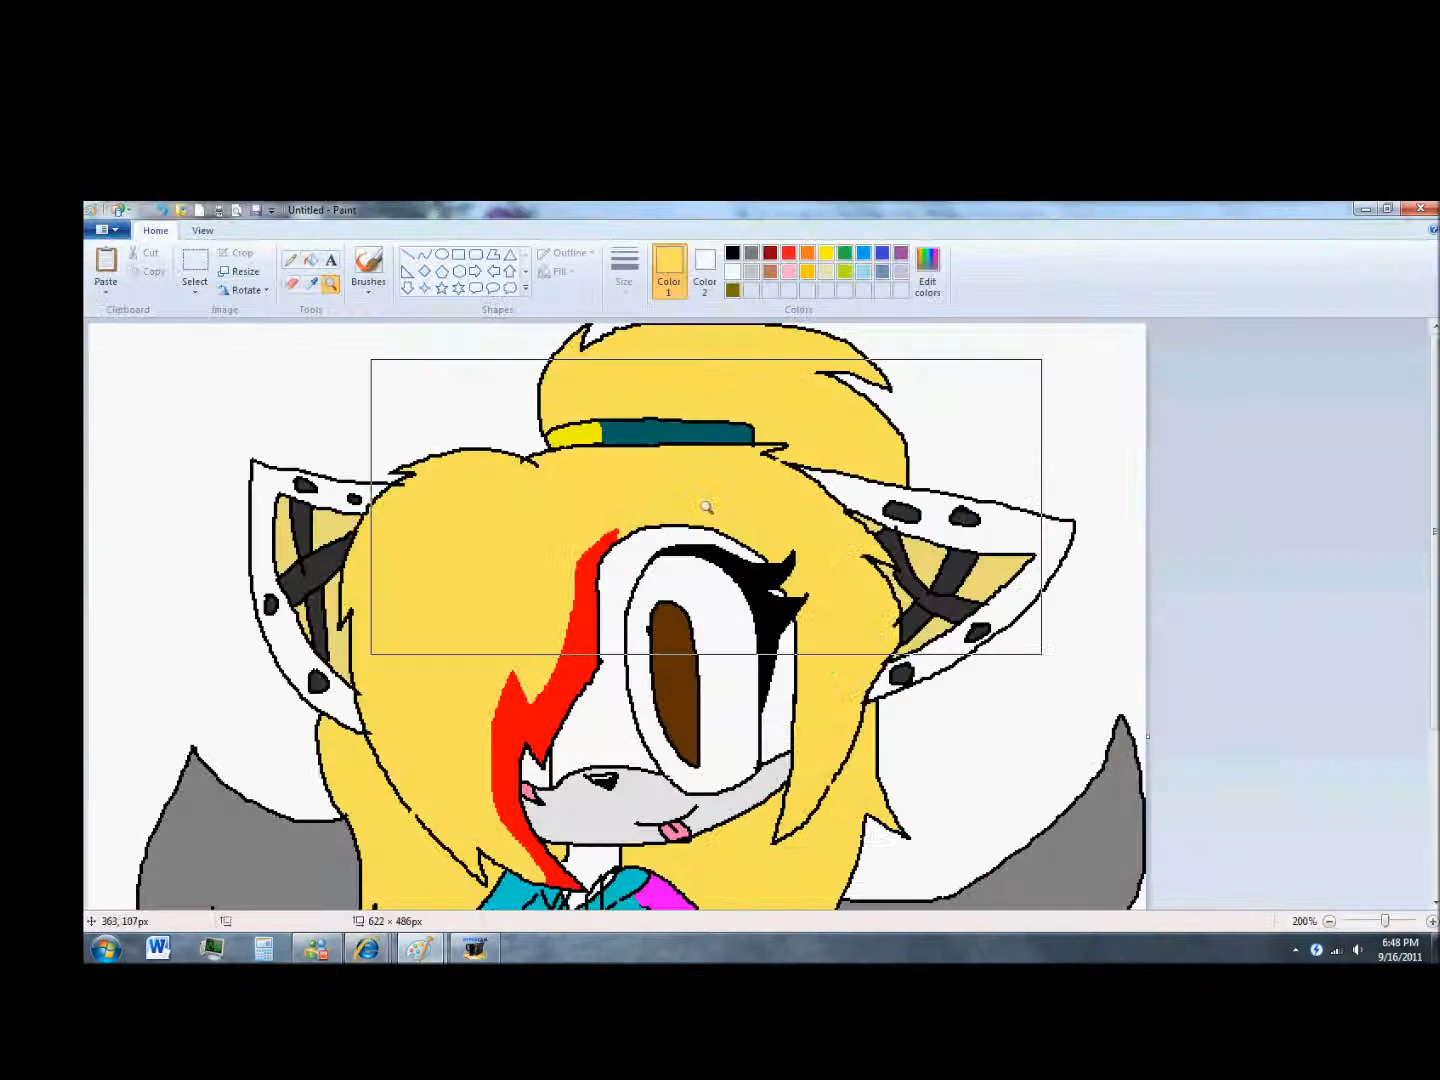 Untitled - Paint
Home View
Paste
Cut
Copy
Clipboard
Select
Crop
Resize
Rotate
Image
A
Tools
Brushes
Outline
Fill
Shapes
Size
Color 1
Color 2
Edit colors
Colors
363, 107px
622 × 486px
200%
W
6:48 PM
9/16/2011